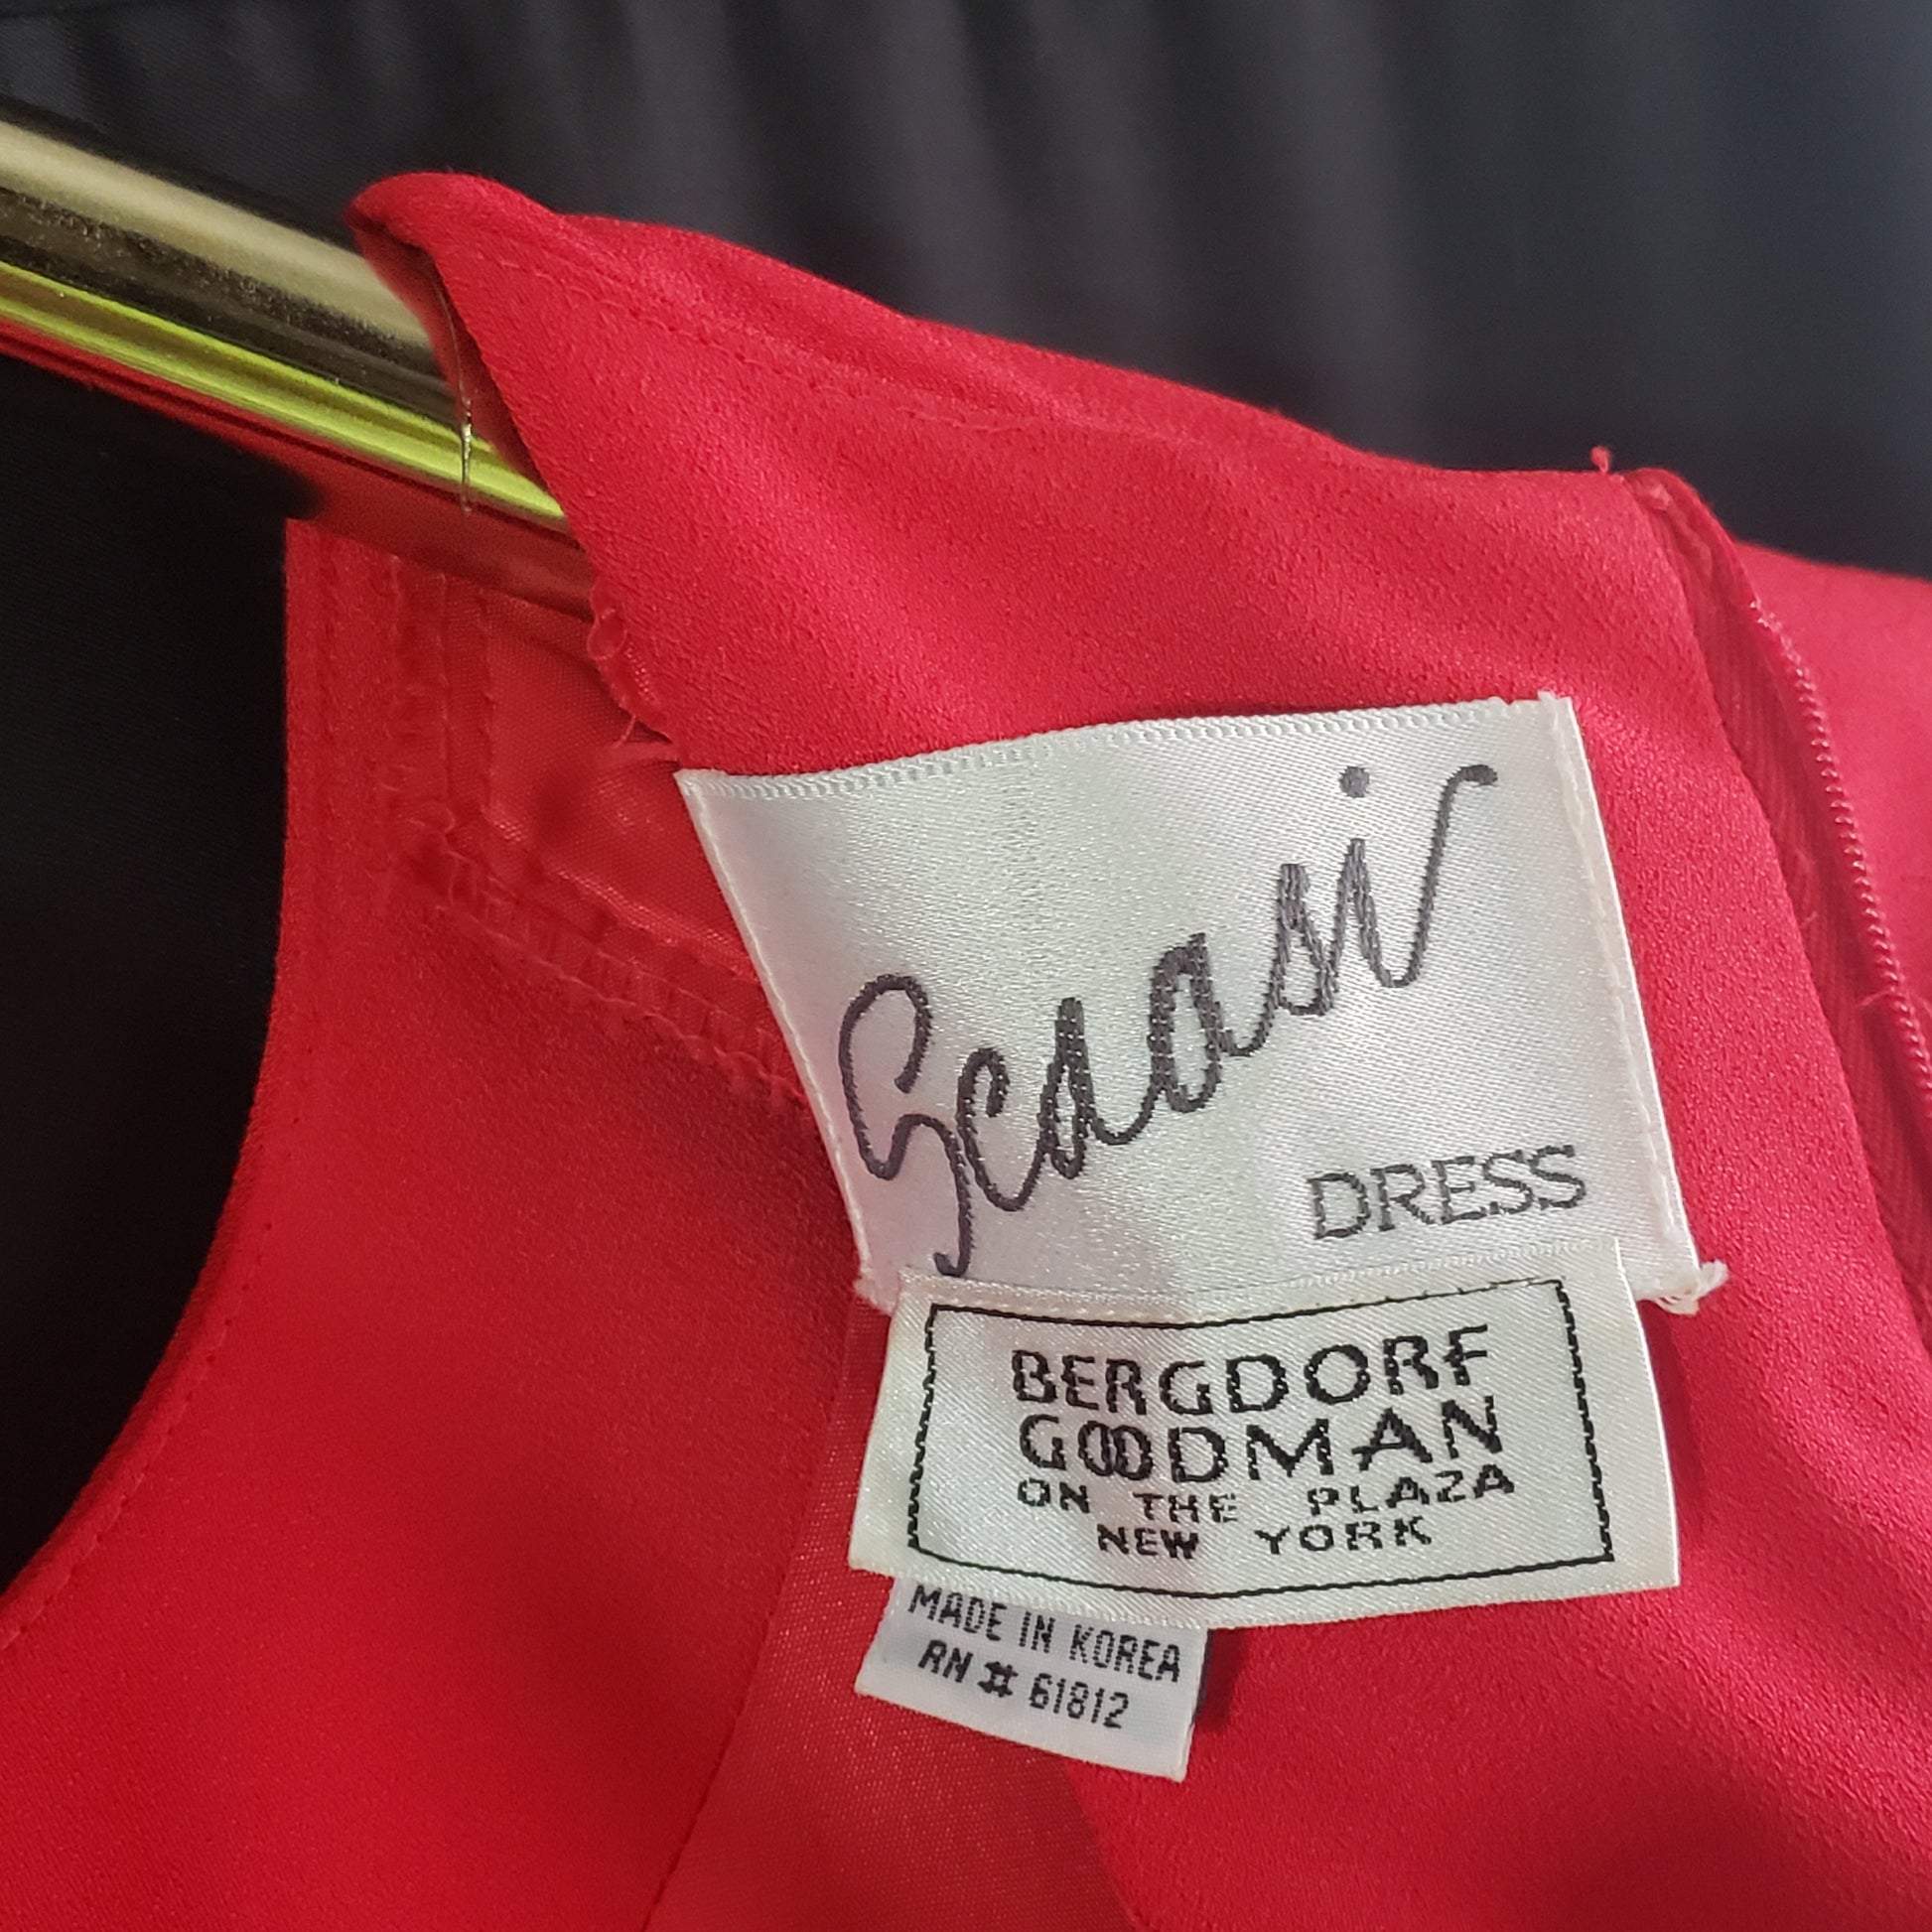 Scaasi
DRESS
BERGDORF
GOODMAN
ON THE PLAZA
NEW YORK
MADE IN KOREA
RN # 61812